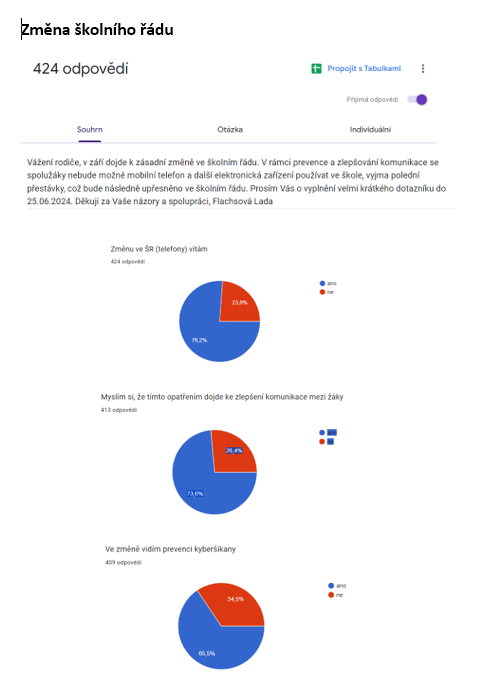 Změna školního řádu
424 odpovědí
Propojit s Tabulkami
Přijímá odpovědi
Souhrn
Otázka
Individuální
Vážení rodiče, v září dojde k zásadní změně ve školním řádu. V rámci prevence a zlepšování komunikace se
spolužáky nebude možné mobilní telefon a další elektronická zařízení používat ve škole, vyjma polední
přestávky, což bude následně upřesněno ve školním řádu. Prosím Vás o vyplnění velmi krátkého dotazníku do
25.06.2024. Děkuji za Vaše názory a spolupráci, Flachsová Lada
Změnu ve ŠR (telefony) vítám
424 odpovědí
ano
ne
23,8%
76,2%
Myslím si, že tímto opatřením dojde ke zlepšení komunikace mezi žáky
413 odpovědí
26,4%
73,6%
Ve změně vidím prevenci kyberšikany
409 odpovědí
ano
ne
34,5%
65,5%